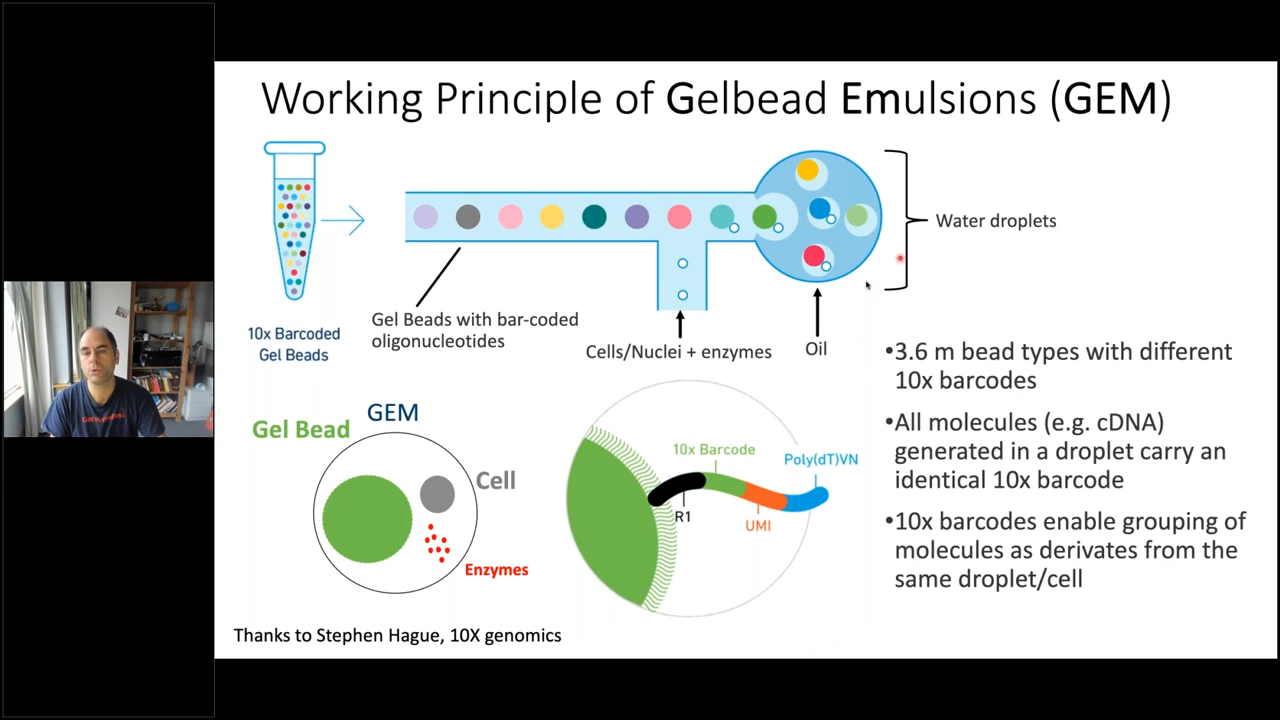 Working Principle of Gelbead Emulsions (GEM)
Water droplets
Gel Beads with bar-coded
oligonucleotides
10x Barcoded
Gel Beads
Cells/Nuclei + enzymes
Oil
•3.6 m bead types with different
10x barcodes
•All molecules (e.g. cDNA)
generated in a droplet carry an
identical 10x barcode
•10x barcodes enable grouping of
molecules as derivates from the
same droplet/cell
GEM
Gel Bead
Cell
Enzymes
10x Barcode
Poly(dT)VN
R1
UMI
Thanks to Stephen Hague, 10X genomics